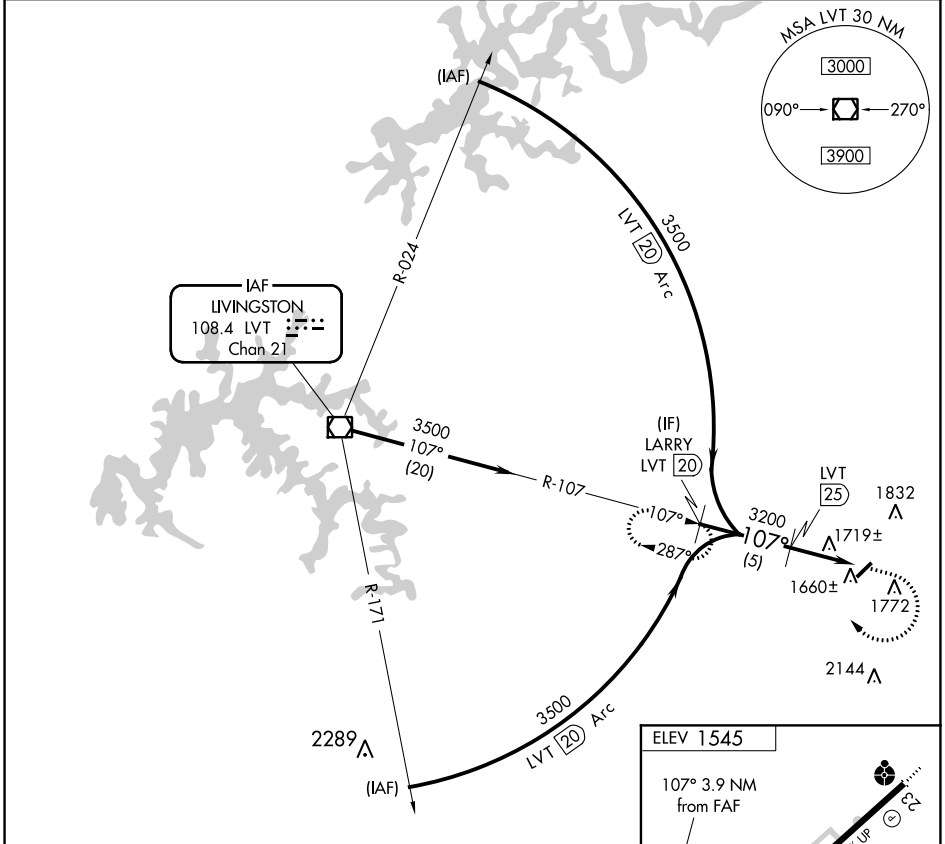 MSA LVT 30 NM
3000
090°
270°
3900
(IAF)
3500
LVT 20 Arc
R-024
IAF
LIVINGSTON
108.4 LVT
Chan 21
3500
107°
(20)
R-107
(IF)
LARRY
LVT 20
LVT
25
107°
287°
3200
107°
(5)
1832
1719±
1660±
1772
2144
R-171
3500
LVT 20 Arc
2289
(IAF)
ELEV 1545
107° 3.9 NM
from FAF
23
P
UP